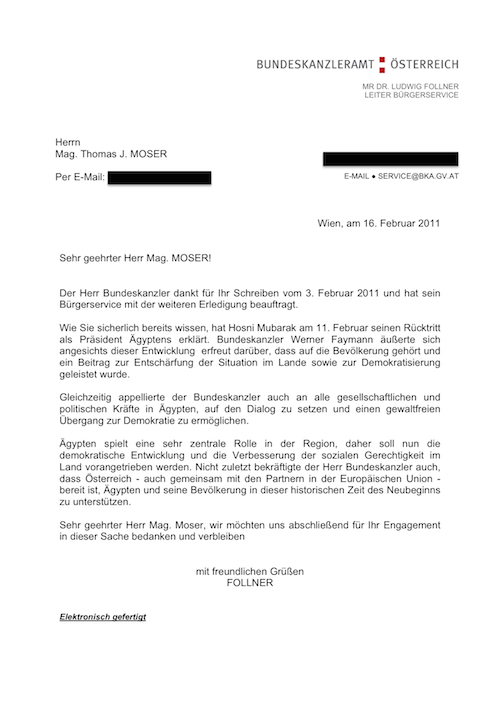 BUNDESKANZLERAMT ÖSTERREICH
MR DR. LUDWIG FOLLNER
LEITER BÜRGERSERVICE
Herrn
Mag. Thomas J. MOSER
Per E-Mail:
E-MAIL ● SERVICE@BKA.GV.AT
Wien, am 16. Februar 2011
Sehr geehrter Herr Mag. MOSER!
Der Herr Bundeskanzler dankt für Ihr Schreiben vom 3. Februar 2011 und hat sein
Bürgerservice mit der weiteren Erledigung beauftragt.
Wie Sie sicherlich bereits wissen, hat Hosni Mubarak am 11. Februar seinen Rücktritt
als Präsident Ägyptens erklärt. Bundeskanzler Werner Faymann äußerte sich
angesichts dieser Entwicklung erfreut darüber, dass auf die Bevölkerung gehört und
ein Beitrag zur Entschärfung der Situation im Lande sowie zur Demokratisierung
geleistet wurde.
Gleichzeitig appellierte der Bundeskanzler auch an alle gesellschaftlichen und
politischen Kräfte in Ägypten, auf den Dialog zu setzen und einen gewaltfreien
Übergang zur Demokratie zu ermöglichen.
Ägypten spielt eine sehr zentrale Rolle in der Region, daher soll nun die
demokratische Entwicklung und die Verbesserung der sozialen Gerechtigkeit im
Land vorangetrieben werden. Nicht zuletzt bekräftigte der Herr Bundeskanzler auch,
dass Österreich - auch gemeinsam mit den Partnern in der Europäischen Union -
bereit ist, Ägypten und seine Bevölkerung in dieser historischen Zeit des Neubeginns
zu unterstützen.
Sehr geehrter Herr Mag. Moser, wir möchten uns abschließend für Ihr Engagement
in dieser Sache bedanken und verbleiben
mit freundlichen Grüßen
FOLLNER
Elektronisch gefertigt